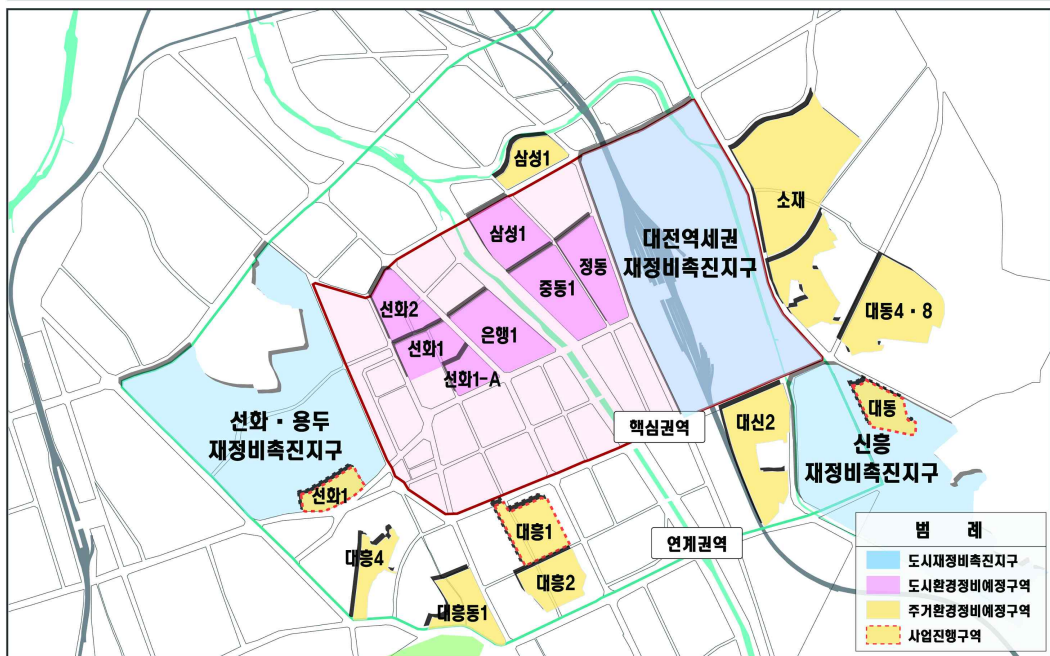 삼성1
소재
삼성1
정동
대전역세권
재정비촉진지구
중동1
선화2
은행1
대동4·8
선화1
선화1-A
대동
핵심권역
대신2
선화·용두
재정비촉진지구
신흥
재정비촉진지구
선화1
대흥1
연계권역
대흥4
대흥2
대흥동1
범 례
도시재정비촉진지구
도시환경정비예정구역
주거환경정비예정구역
사업진행구역